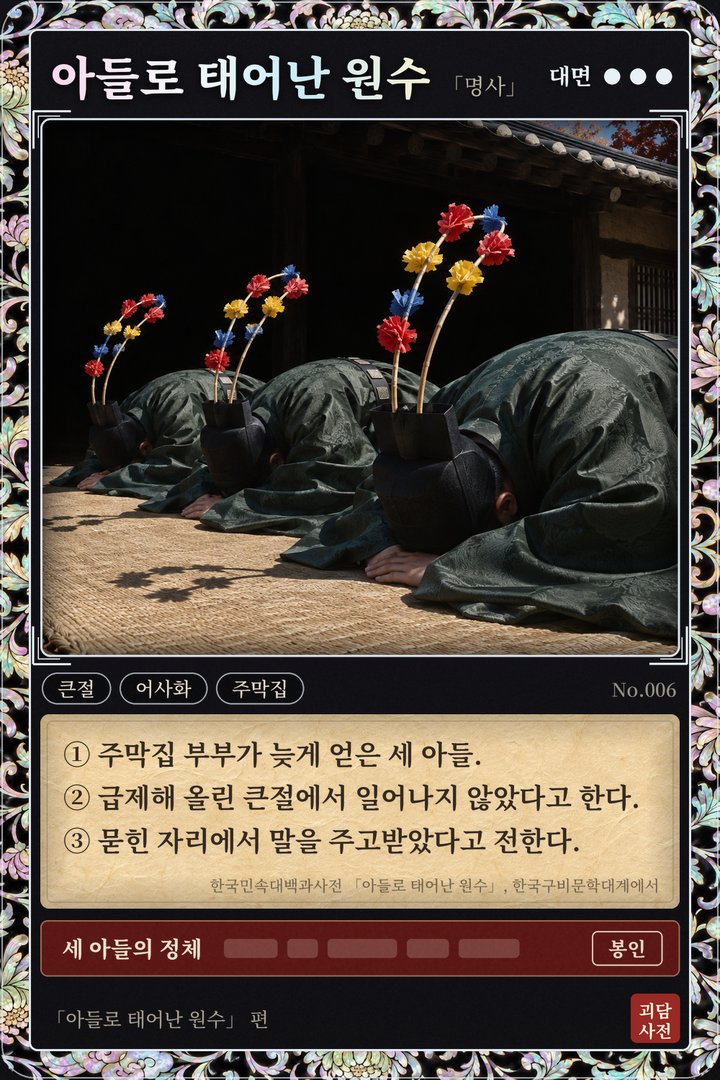 아들로 태어난 원수 「명사」 대면 ●●●
큰절 어사화 주막집 No.006
① 주막집 부부가 늦게 얻은 세 아들.
② 급제해 올린 큰절에서 일어나지 않았다고 한다.
③ 묻힌 자리에서 말을 주고받았다고 전한다.
한국민속대백과사전 「아들로 태어난 원수」, 한국구비문학대계에서
세 아들의 정체 봉인
「아들로 태어난 원수」 편
괴담
사전